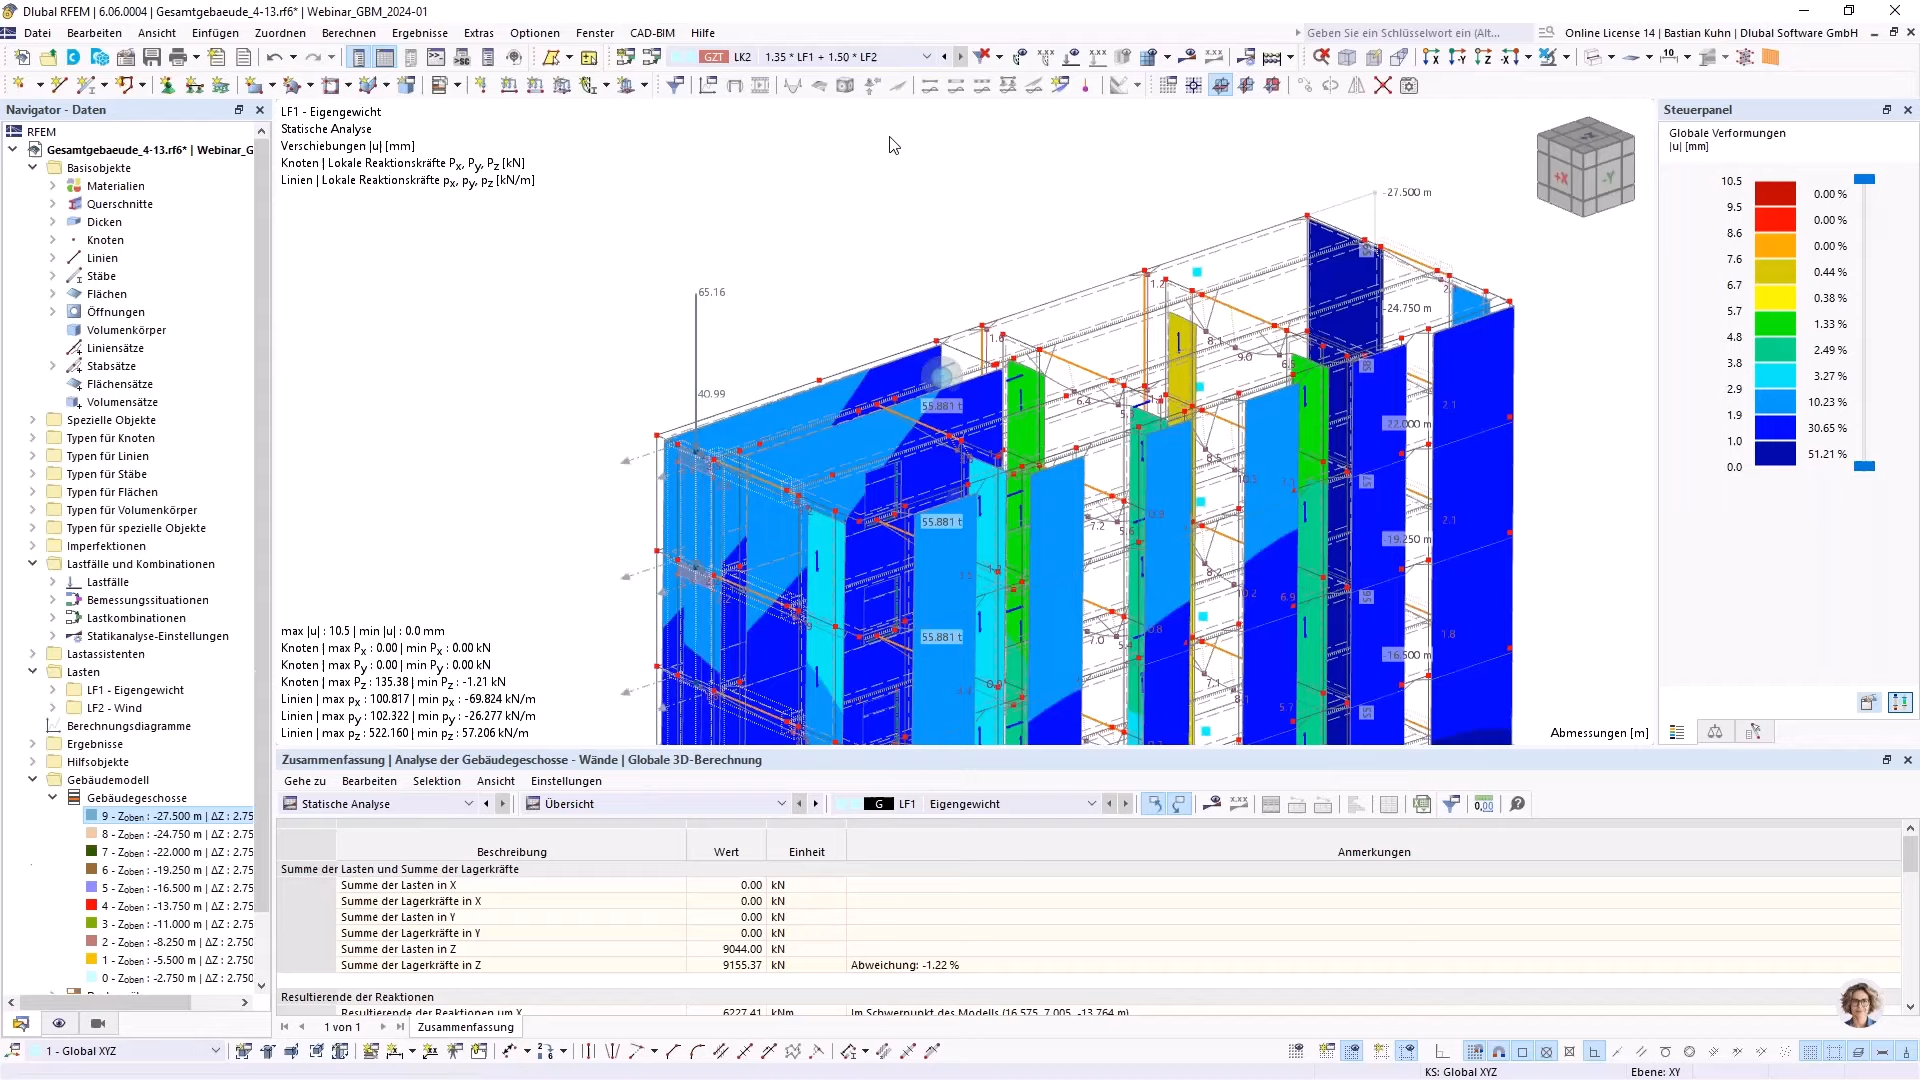 Dlubal RFEM | 6.06.0004 | Gesamtgebaeude_4-13.rf6* | Webinar_GBM_2024-01
Datei Bearbeiten Ansicht Einfügen Zuordnen Berechnen Ergebnisse Extras Optionen Fenster CAD-BIM Hilfe
Geben Sie ein Schlüsselwort ein (Alt... Online License 14 | Bastian Kuhn | Dlubal Software GmbH
GZT LK2 1.35 * LF1 + 1.50 * LF2
Navigator - Daten
RFEM
Gesamtgebaeude_4-13.rf6* | Webinar_G
Basisobjekte
Materialien
Querschnitte
Dicken
Knoten
Linien
Stäbe
Flächen
Öffnungen
Volumenkörper
Liniensätze
Stabsätze
Flächensätze
Volumensätze
Spezielle Objekte
Typen für Knoten
Typen für Linien
Typen für Stäbe
Typen für Flächen
Typen für Volumenkörper
Typen für spezielle Objekte
Imperfektionen
Lastfälle und Kombinationen
Lastfälle
Bemessungssituationen
Lastkombinationen
Statikanalyse-Einstellungen
Lastassistenten
Lasten
LF1 - Eigengewicht
LF2 - Wind
Berechnungsdiagramme
Ergebnisse
Hilfsobjekte
Gebäudemodell
Gebäudegeschosse
9 - Zoben : -27.500 m | ΔZ : 2.75
8 - Zoben : -24.750 m | ΔZ : 2.75
7 - Zoben : -22.000 m | ΔZ : 2.75
6 - Zoben : -19.250 m | ΔZ : 2.75
5 - Zoben : -16.500 m | ΔZ : 2.75
4 - Zoben : -13.750 m | ΔZ : 2.75
3 - Zoben : -11.000 m | ΔZ : 2.75
2 - Zoben : -8.250 m | ΔZ : 2.750
1 - Zoben : -5.500 m | ΔZ : 2.750
0 - Zoben : -2.750 m | ΔZ : 2.750
LF1 - Eigengewicht
Statische Analyse
Verschiebungen |u| [mm]
Knoten | Lokale Reaktionskräfte Px, Py, Pz [kN]
Linien | Lokale Reaktionskräfte px, py, pz [kN/m]
65.16
40.99
55.881 t
55.881 t
55.881 t
-27.500 m
-24.750 m
-22.000 m
-19.250 m
-16.500 m
+X -Y
max |u| : 10.5 | min |u| : 0.0 mm
Knoten | max Px : 0.00 | min Px : 0.00 kN
Knoten | max Py : 0.00 | min Py : 0.00 kN
Knoten | max Pz : 135.38 | min Pz : -1.21 kN
Linien | max px : 100.817 | min px : -69.824 kN/m
Linien | max py : 102.322 | min py : -26.277 kN/m
Linien | max pz : 522.160 | min pz : 57.206 kN/m
Abmessungen [m]
Steuerpanel
Globale Verformungen
|u| [mm]
10.5
0.00 %
9.5
0.00 %
8.6
0.00 %
7.6
0.44 %
6.7
0.38 %
5.7
1.33 %
4.8
2.49 %
3.8
3.27 %
2.9
10.23 %
1.9
30.65 %
1.0
51.21 %
0.0
Zusammenfassung | Analyse der Gebäudegeschosse - Wände | Globale 3D-Berechnung
Gehe zu Bearbeiten Selektion Ansicht Einstellungen
Statische Analyse Übersicht G LF1 Eigengewicht
Beschreibung Wert Einheit Anmerkungen
Summe der Lasten und Summe der Lagerkräfte
Summe der Lasten in X 0.00 kN
Summe der Lagerkräfte in X 0.00 kN
Summe der Lasten in Y 0.00 kN
Summe der Lagerkräfte in Y 0.00 kN
Summe der Lasten in Z 9044.00 kN
Summe der Lagerkräfte in Z 9155.37 kN Abweichung: -1.22 %
Resultierende der Reaktionen
Resultierende der Reaktionen um X 6227.41 kNm Im Schwerpunkt des Modells (16.575, 7.005, -13.764 m)
1 von 1 Zusammenfassung
1 - Global XYZ
KS: Global XYZ Ebene: XY